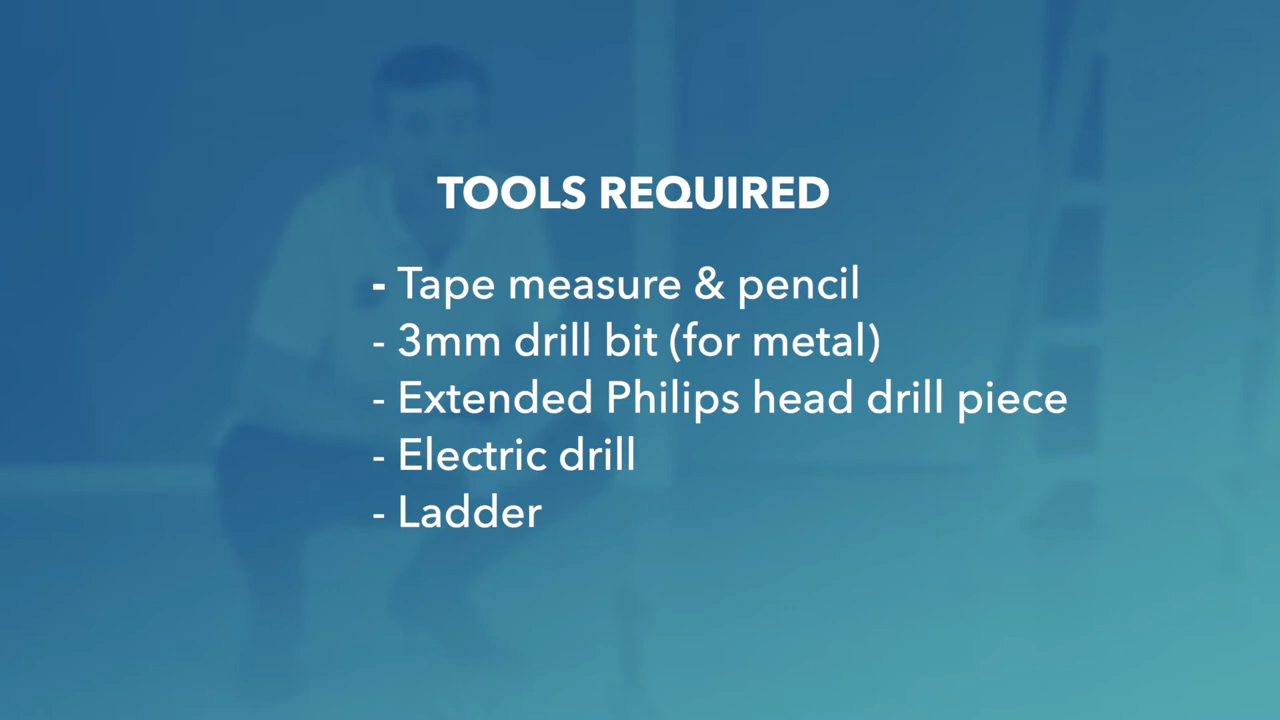 TOOLS REQUIRED
- Tape measure & pencil
- 3mm drill bit (for metal)
- Extended Philips head drill piece
- Electric drill
- Ladder